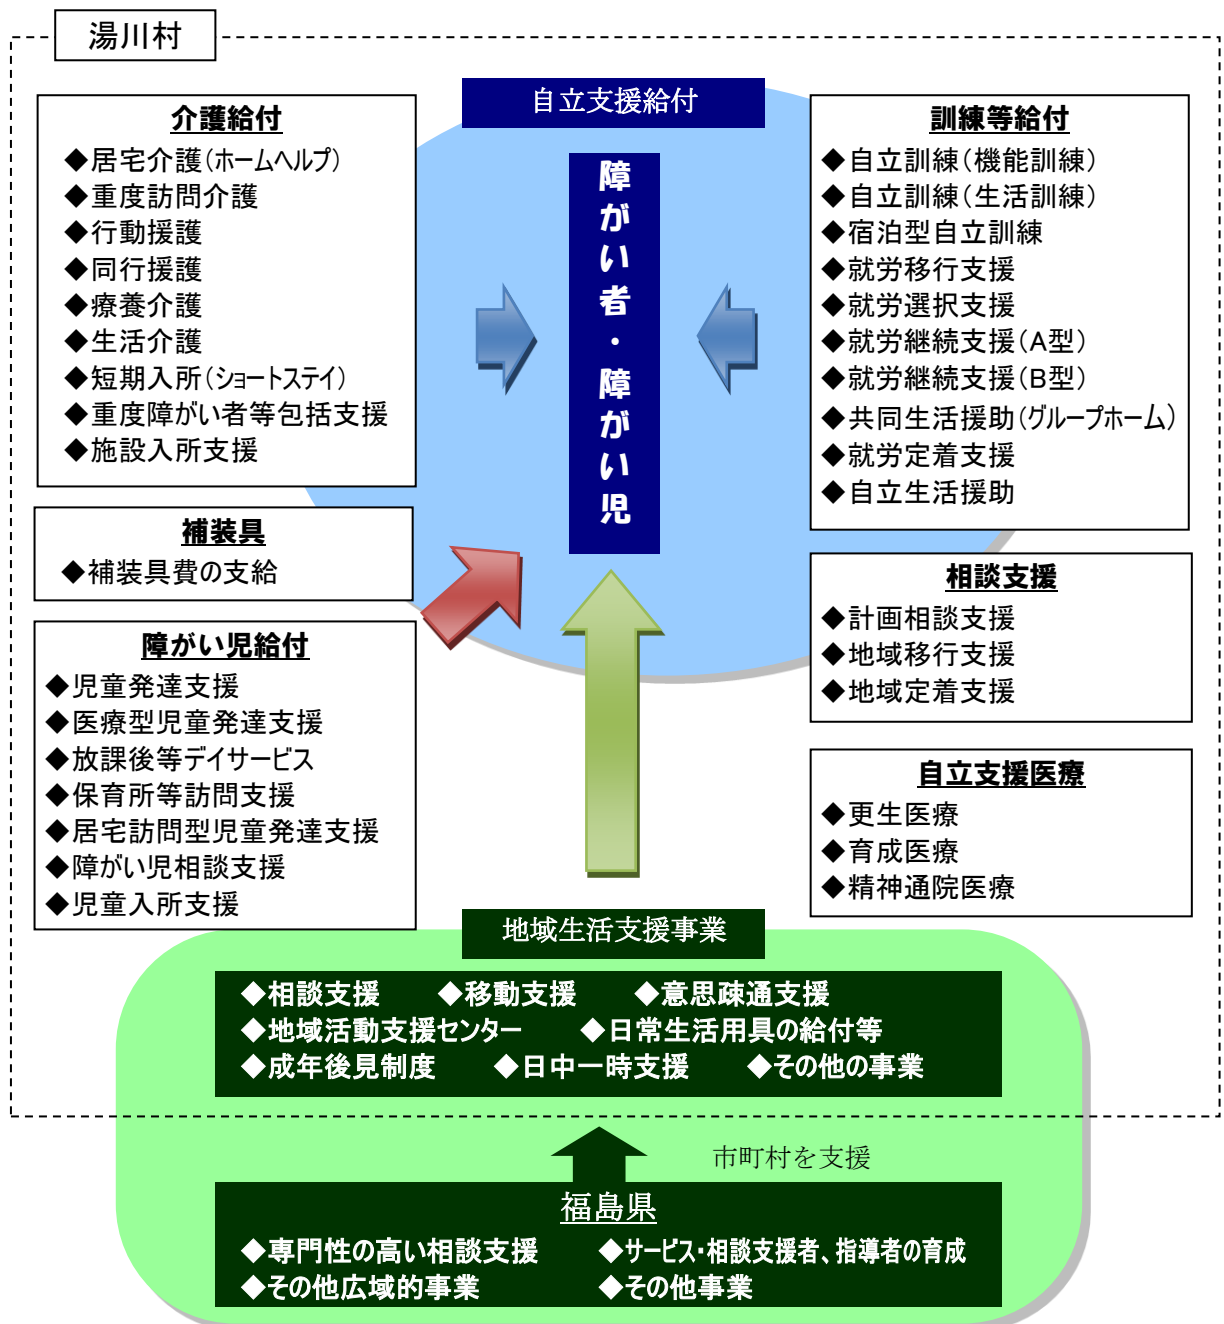 湯川村
自立支援給付
介護給付
◆居宅介護(ホームヘルプ)
◆重度訪問介護
◆行動援護
◆同行援護
◆療養介護
◆生活介護
◆短期入所(ショートステイ)
◆重度障がい者等包括支援
◆施設入所支援
補装具
◆補装具費の支給
障がい児給付
◆児童発達支援
◆医療型児童発達支援
◆放課後等デイサービス
◆保育所等訪問支援
◆居宅訪問型児童発達支援
◆障がい児相談支援
◆児童入所支援
障がい者・障がい児
訓練等給付
◆自立訓練(機能訓練)
◆自立訓練(生活訓練)
◆宿泊型自立訓練
◆就労移行支援
◆就労選択支援
◆就労継続支援(A型)
◆就労継続支援(B型)
◆共同生活援助(グループホーム)
◆就労定着支援
◆自立生活援助
相談支援
◆計画相談支援
◆地域移行支援
◆地域定着支援
自立支援医療
◆更生医療
◆育成医療
◆精神通院医療
地域生活支援事業
◆相談支援 ◆移動支援 ◆意思疎通支援
◆地域活動支援センター ◆日常生活用具の給付等
◆成年後見制度 ◆日中一時支援 ◆その他の事業
市町村を支援
福島県
◆専門性の高い相談支援 ◆サービス・相談支援者、指導者の育成
◆その他広域的事業 ◆その他事業